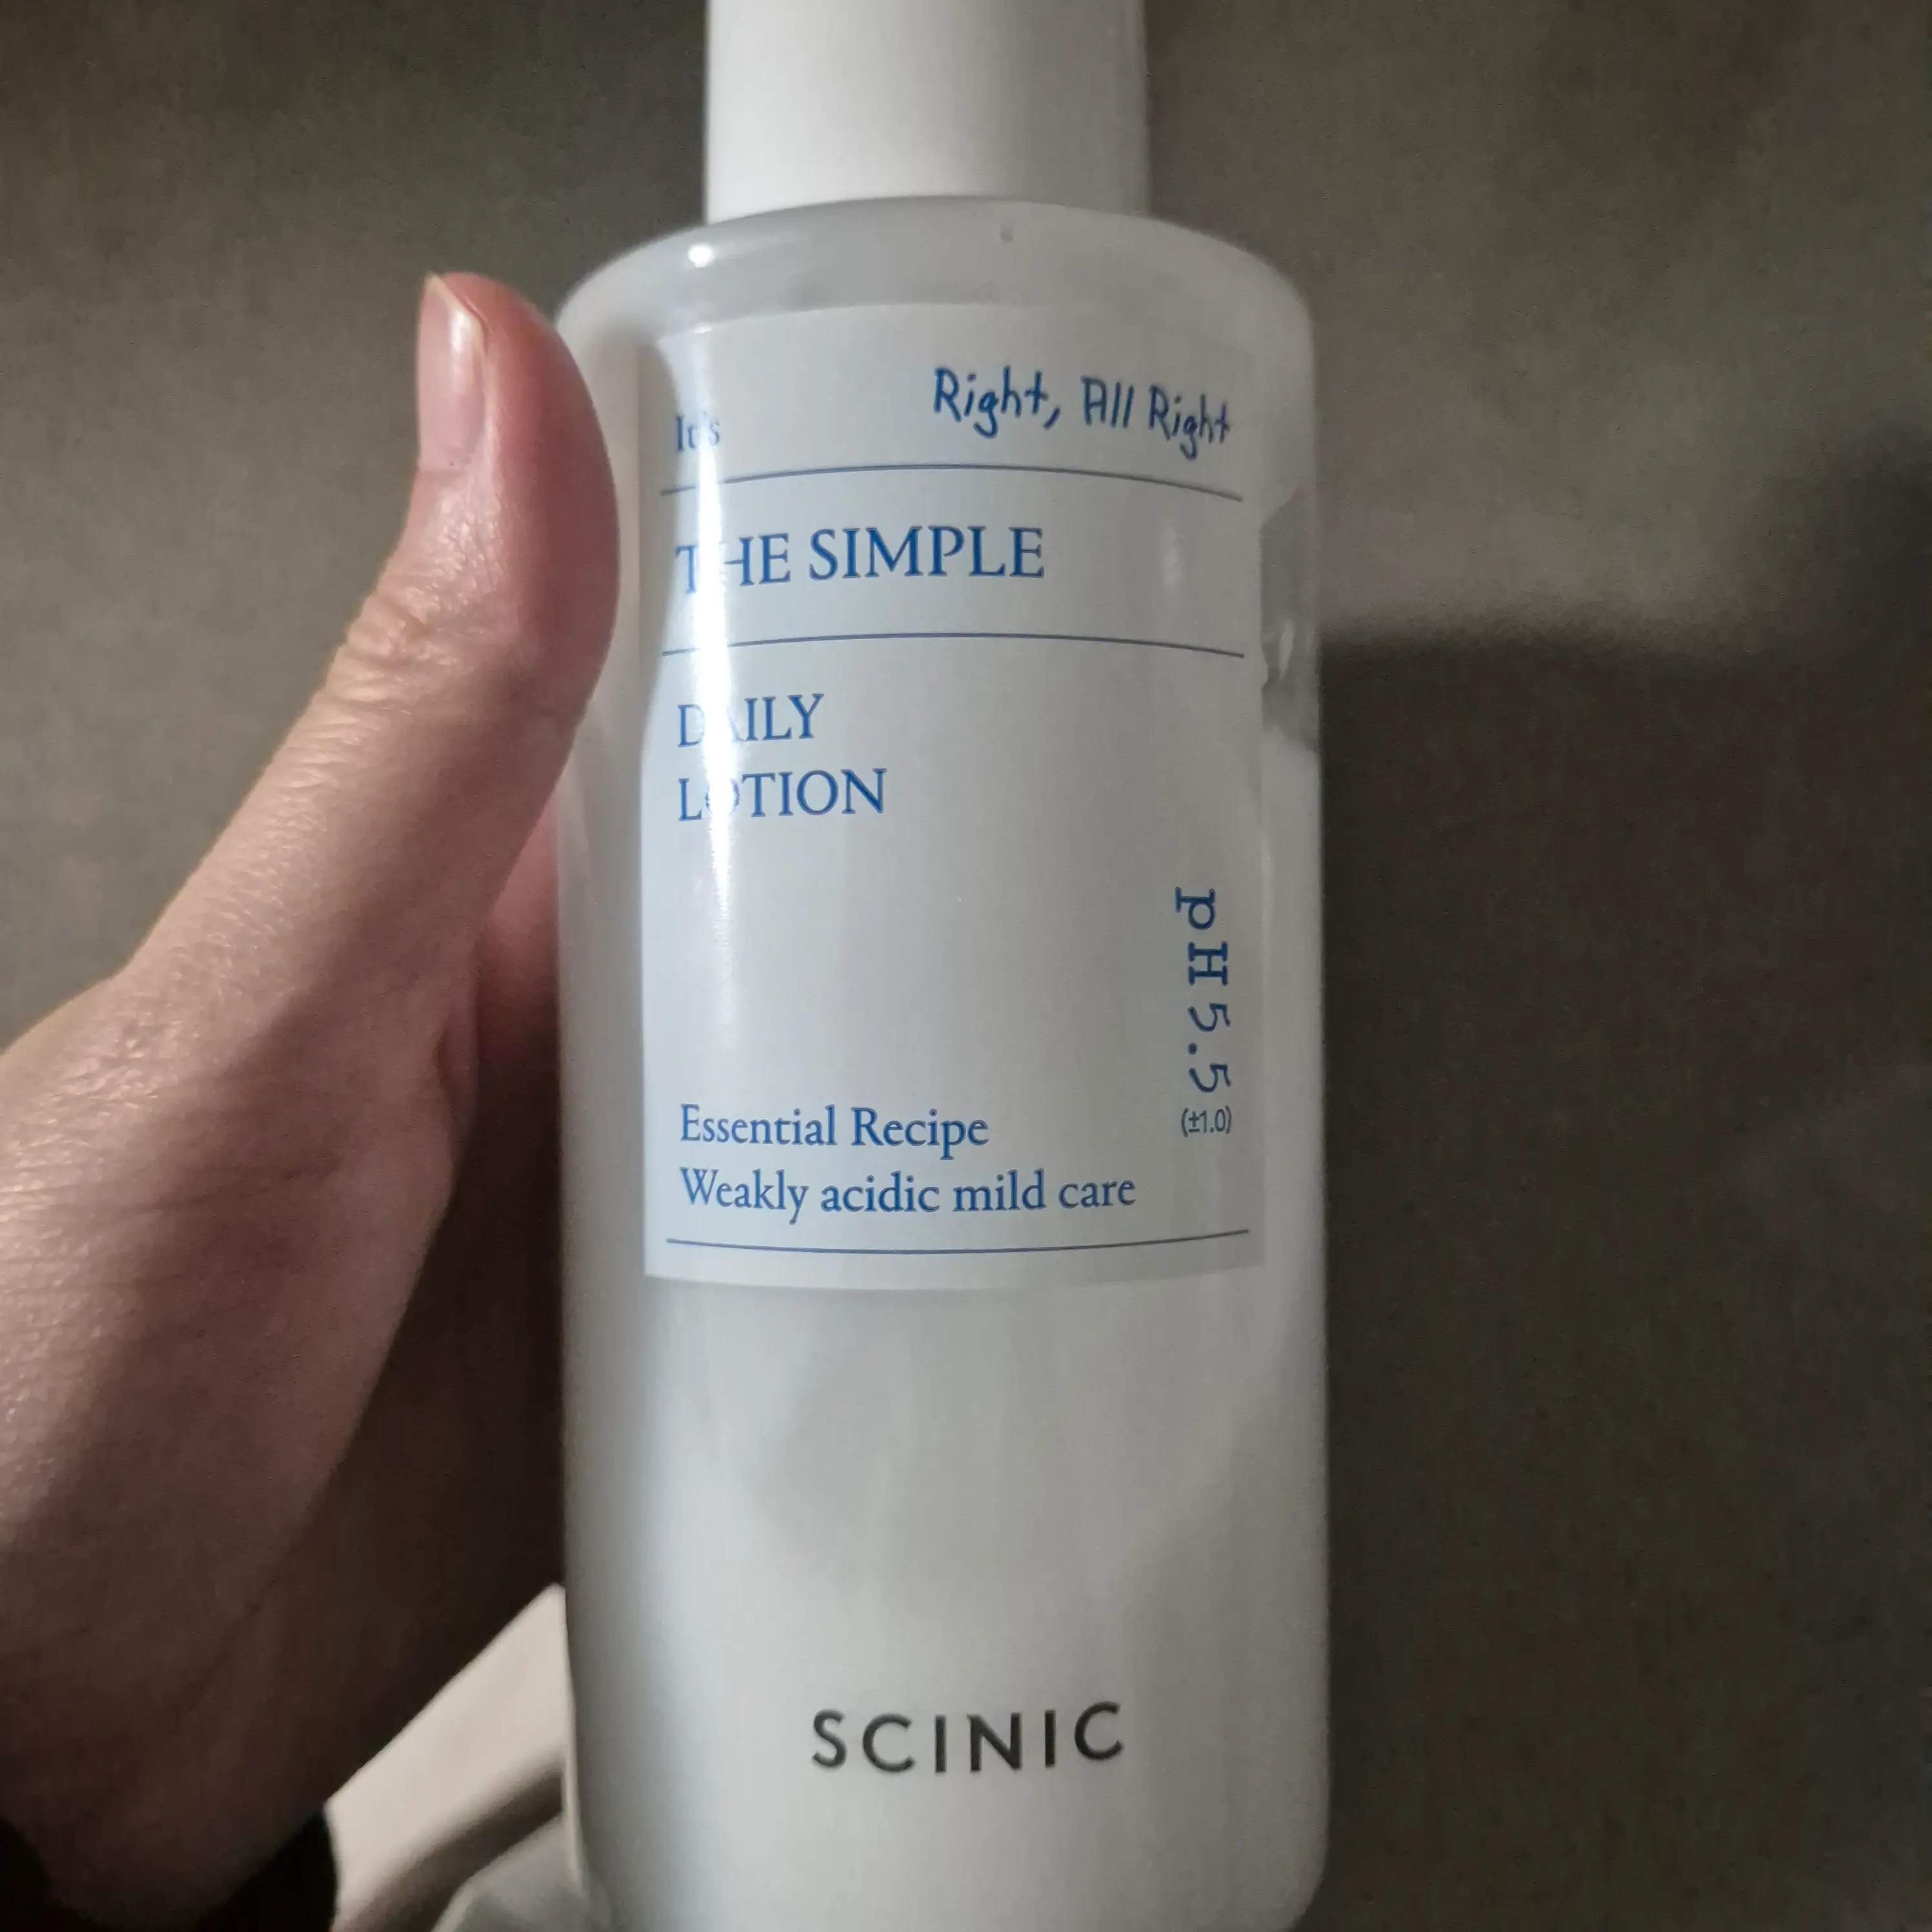 It's
Right, All Right
THE SIMPLE
DAILY
LOTION
pH5.5
(±1.0)
Essential Recipe
Weakly acidic mild care
SCINIC